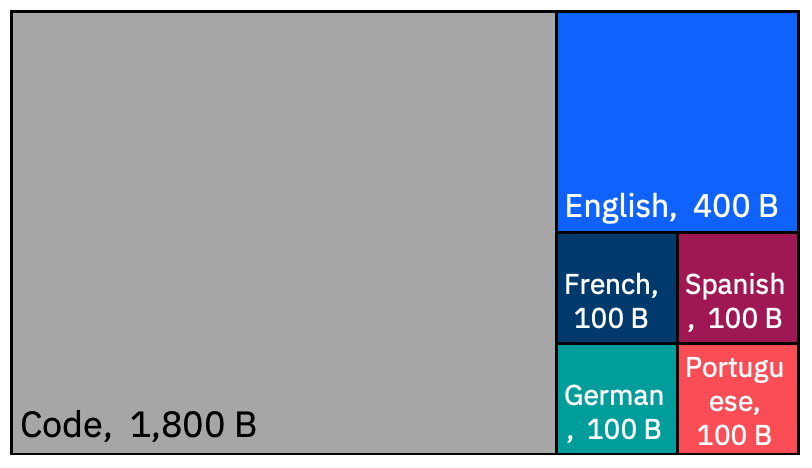 English, 400 B
French,
100 B
Spanish
, 100 B
Code, 1,800 B
German
, 100 B
Portugu
ese,
100 B